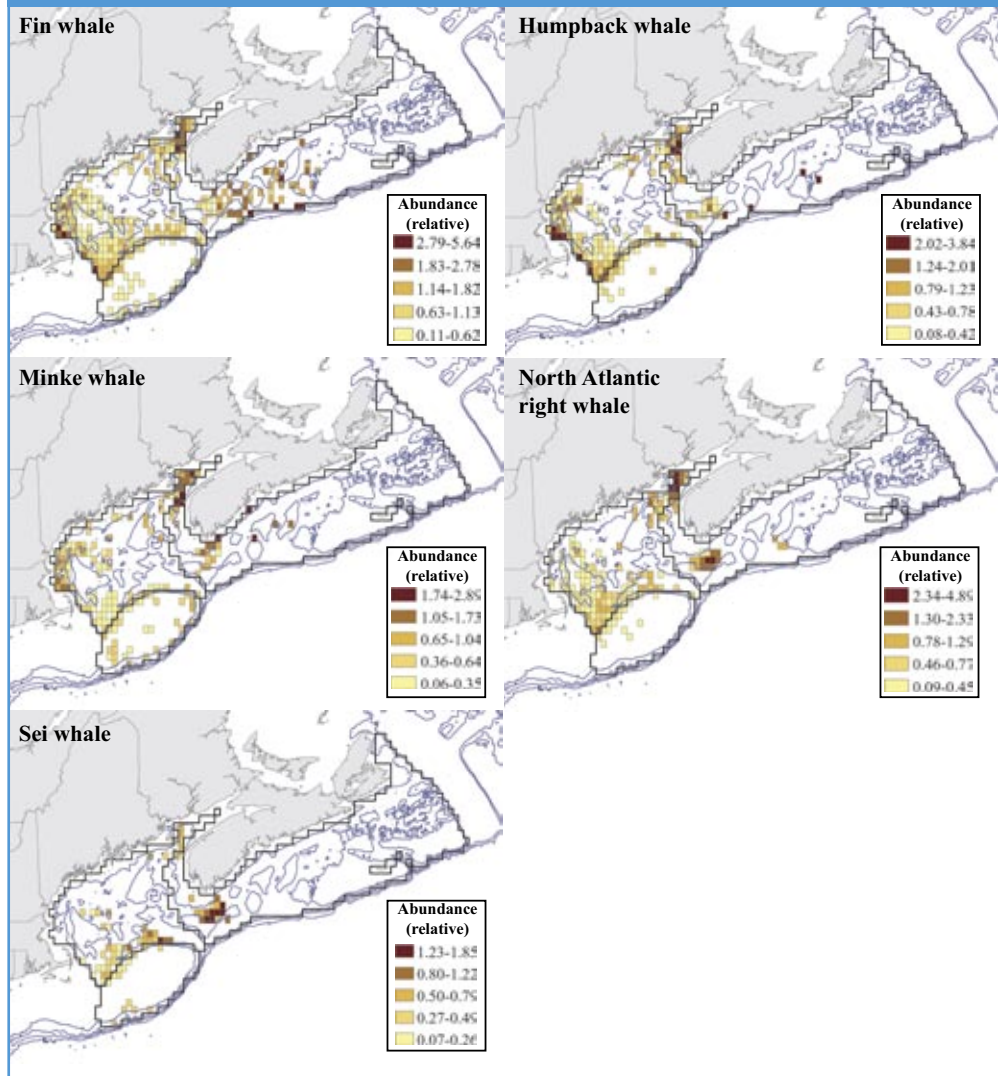 Fin whale
Abundance
(relative)
2.79-5.64
1.83-2.78
1.14-1.82
0.63-1.13
0.11-0.62
Humpback whale
Abundance
(relative)
2.02-3.84
1.24-2.01
0.79-1.23
0.43-0.78
0.08-0.42
Minke whale
Abundance
(relative)
1.74-2.89
1.05-1.73
0.65-1.04
0.36-0.64
0.06-0.35
North Atlantic
right whale
Abundance
(relative)
2.34-4.89
1.30-2.33
0.78-1.29
0.46-0.77
0.09-0.45
Sei whale
Abundance
(relative)
1.23-1.85
0.80-1.22
0.50-0.79
0.27-0.49
0.07-0.26